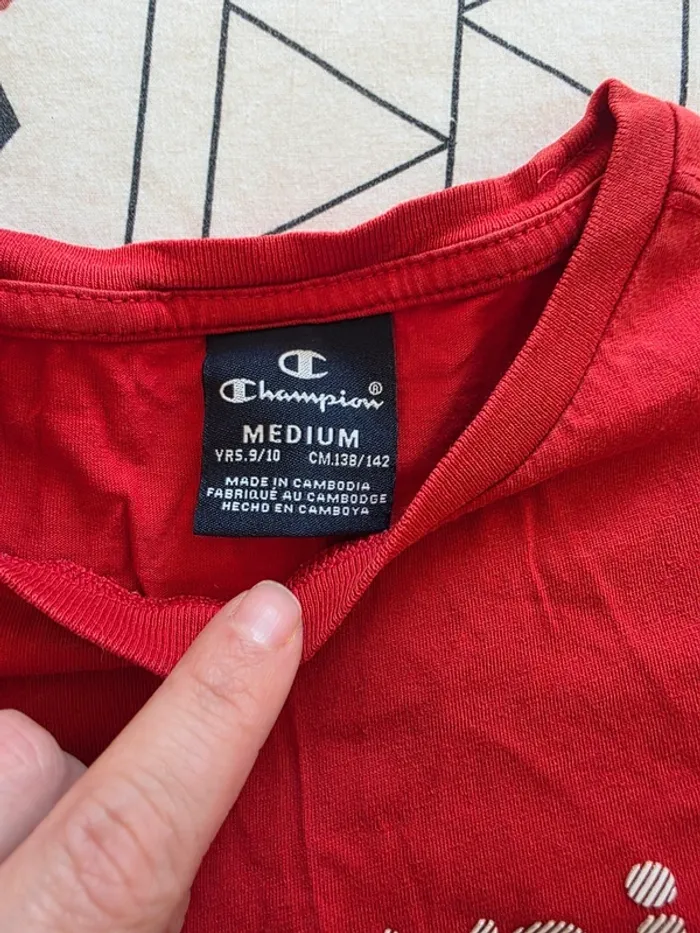 Champion®
MEDIUM
YRS.9/10 CM.138/142
MADE IN CAMBODIA
FABRIQUÉ AU CAMBODGE
HECHO EN CAMBOYA